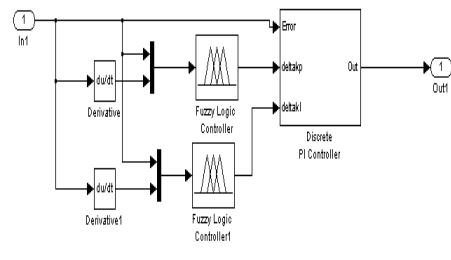 1
In1
du/dt
Derivative
Fuzzy Logic
Controller
Error
deltakp
deltakI
Out
Discrete
PI Controller
1
Out1
du/dt
Derivative1
Fuzzy Logic
Controller1